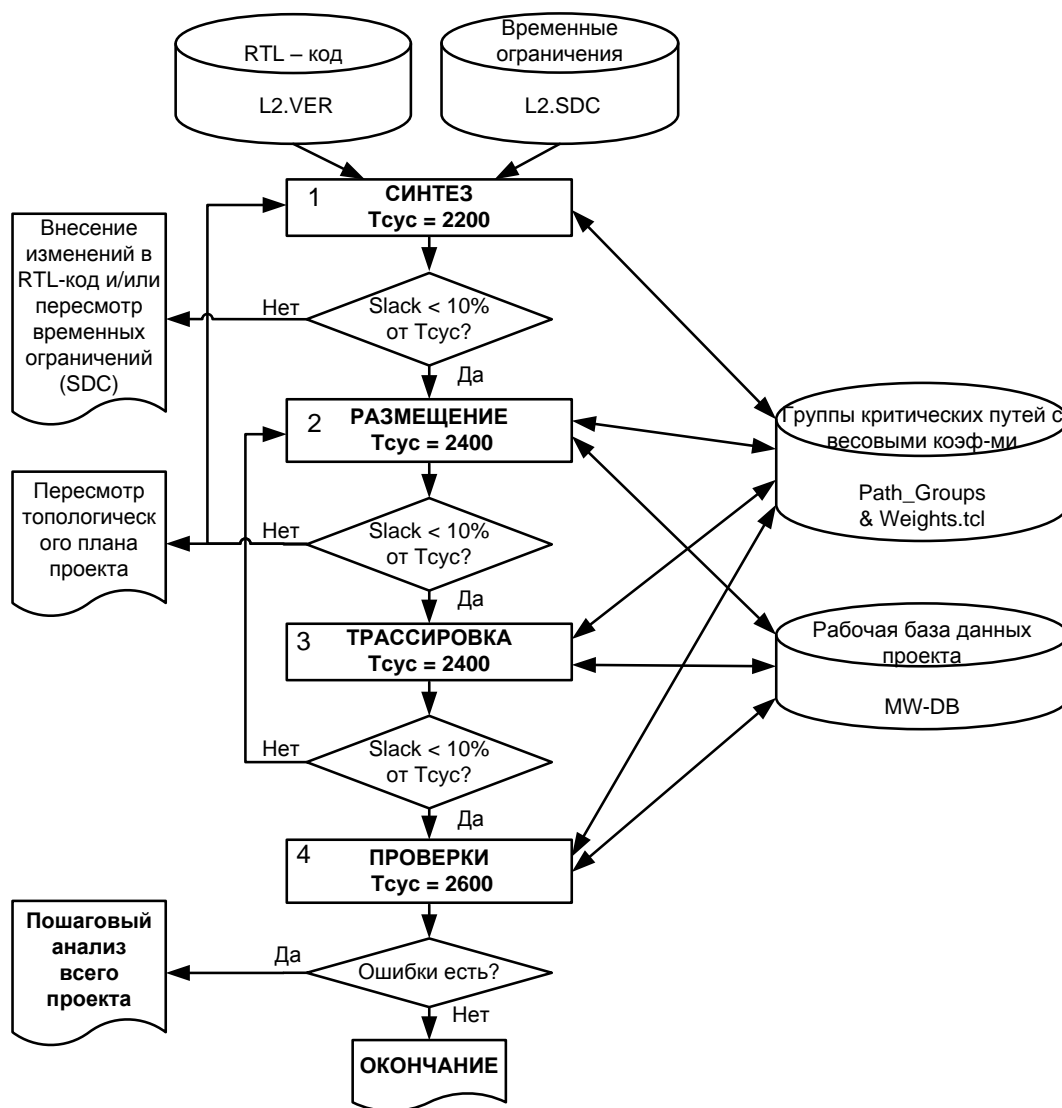 RTL – код
L2.VER
Временные
ограничения
L2.SDC
1
СИНТЕЗ
Tcyc = 2200
Внесение
изменений в
RTL-код и/или
пересмотр
временных
ограничений
(SDC)
Нет
Slack < 10%
от Tcyc?
Да
2
РАЗМЕЩЕНИЕ
Tcyc = 2400
Группы критических путей с
весовыми коэф-ми
Path_Groups
& Weights.tcl
Пересмотр
топологическ
ого плана
проекта
Нет
Slack < 10%
от Tcyc?
Да
3
ТРАССИРОВКА
Tcyc = 2400
Рабочая база данных
проекта
MW-DB
Нет
Slack < 10%
от Tcyc?
Да
4
ПРОВЕРКИ
Tcyc = 2600
Пошаговый
анализ
всего
проекта
Да
Ошибки есть?
Нет
ОКОНЧАНИЕ